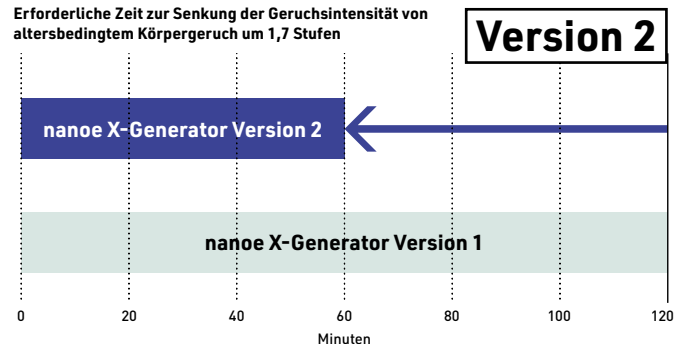 Erforderliche Zeit zur Senkung der Geruchsintensität von
altersbedingtem Körpergeruch um 1,7 Stufen
Version 2
nanoe X-Generator Version 2
nanoe X-Generator Version 1
0 20 40 60 80 100 120
Minuten